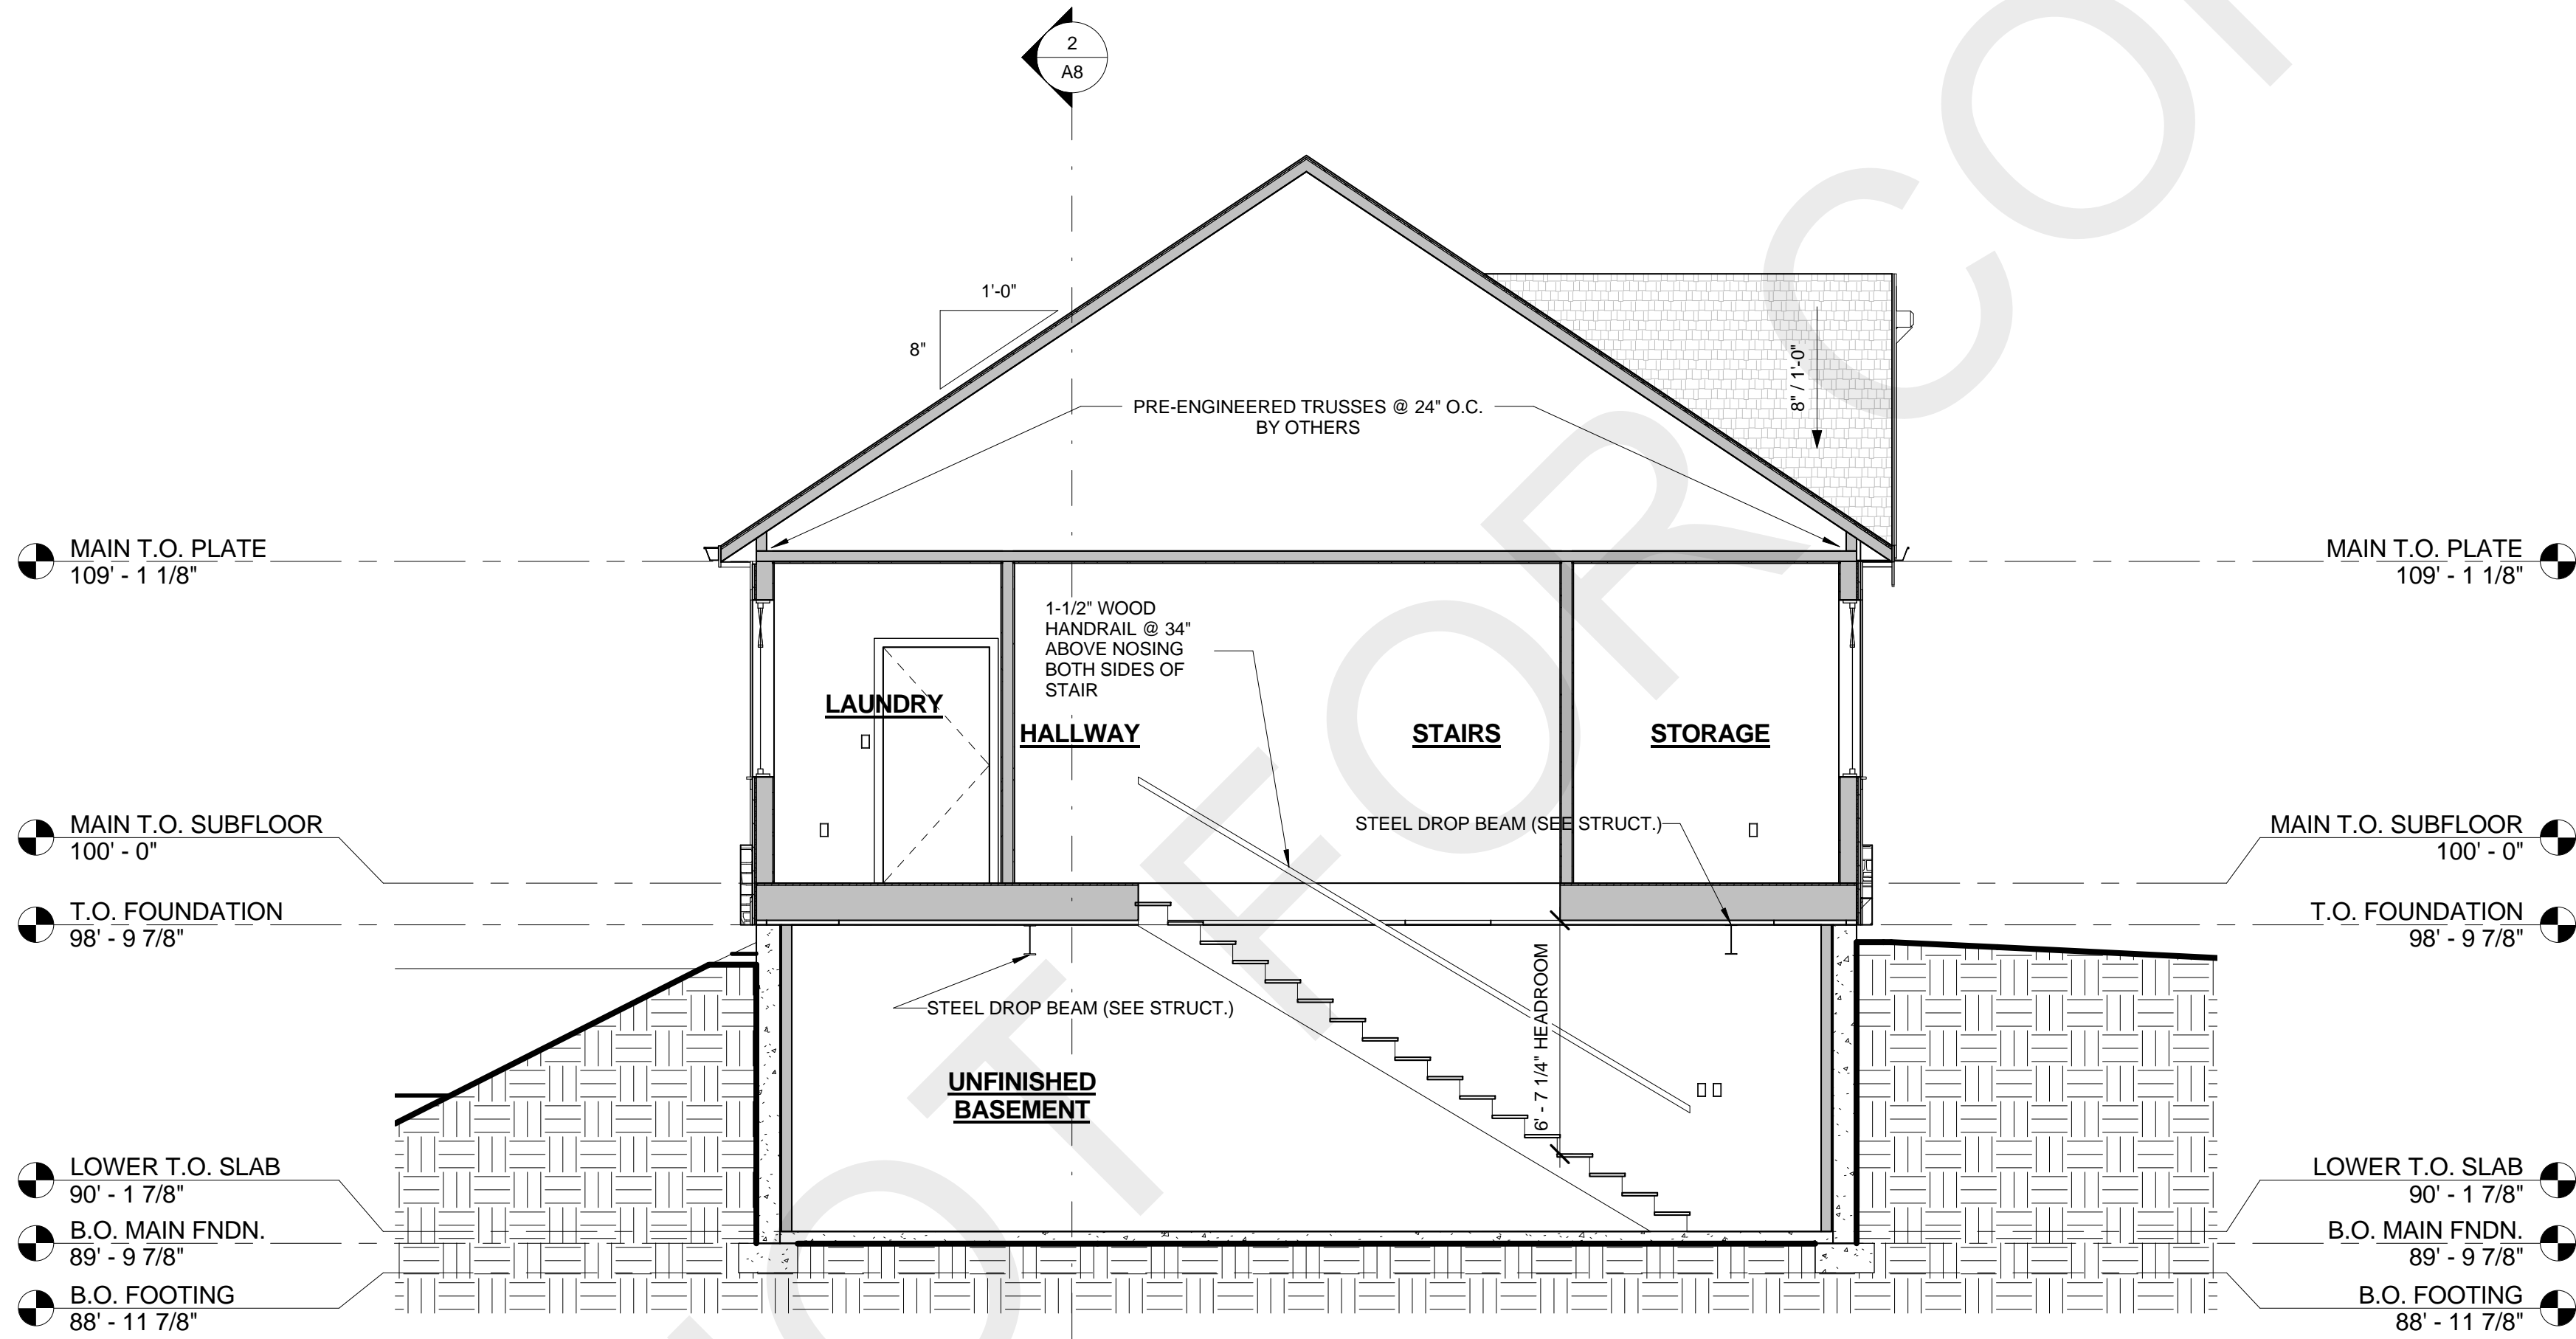 2
A8
1'-0"
8"
8" / 1'-0"
PRE-ENGINEERED TRUSSES @ 24" O.C.
BY OTHERS
MAIN T.O. PLATE
109' - 1 1/8"
MAIN T.O. PLATE
109' - 1 1/8"
1-1/2" WOOD
HANDRAIL @ 34"
ABOVE NOSING
BOTH SIDES OF
STAIR
LAUNDRY
HALLWAY
STAIRS
STORAGE
MAIN T.O. SUBFLOOR
100' - 0"
STEEL DROP BEAM (SEE STRUCT.)
MAIN T.O. SUBFLOOR
100' - 0"
T.O. FOUNDATION
98' - 9 7/8"
T.O. FOUNDATION
98' - 9 7/8"
STEEL DROP BEAM (SEE STRUCT.)
6' - 7 1/4" HEADROOM
UNFINISHED
BASEMENT
LOWER T.O. SLAB
90' - 1 7/8"
LOWER T.O. SLAB
90' - 1 7/8"
B.O. MAIN FNDN.
89' - 9 7/8"
B.O. MAIN FNDN.
89' - 9 7/8"
B.O. FOOTING
88' - 11 7/8"
B.O. FOOTING
88' - 11 7/8"
OT FOR CO